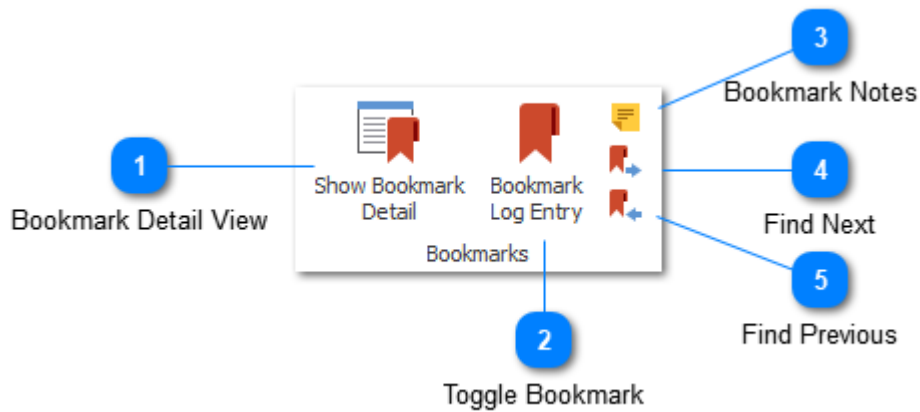 3
Bookmark Notes
1
Bookmark Detail View
Show Bookmark
Detail
Bookmark
Log Entry
Bookmarks
4
Find Next
5
Find Previous
2
Toggle Bookmark